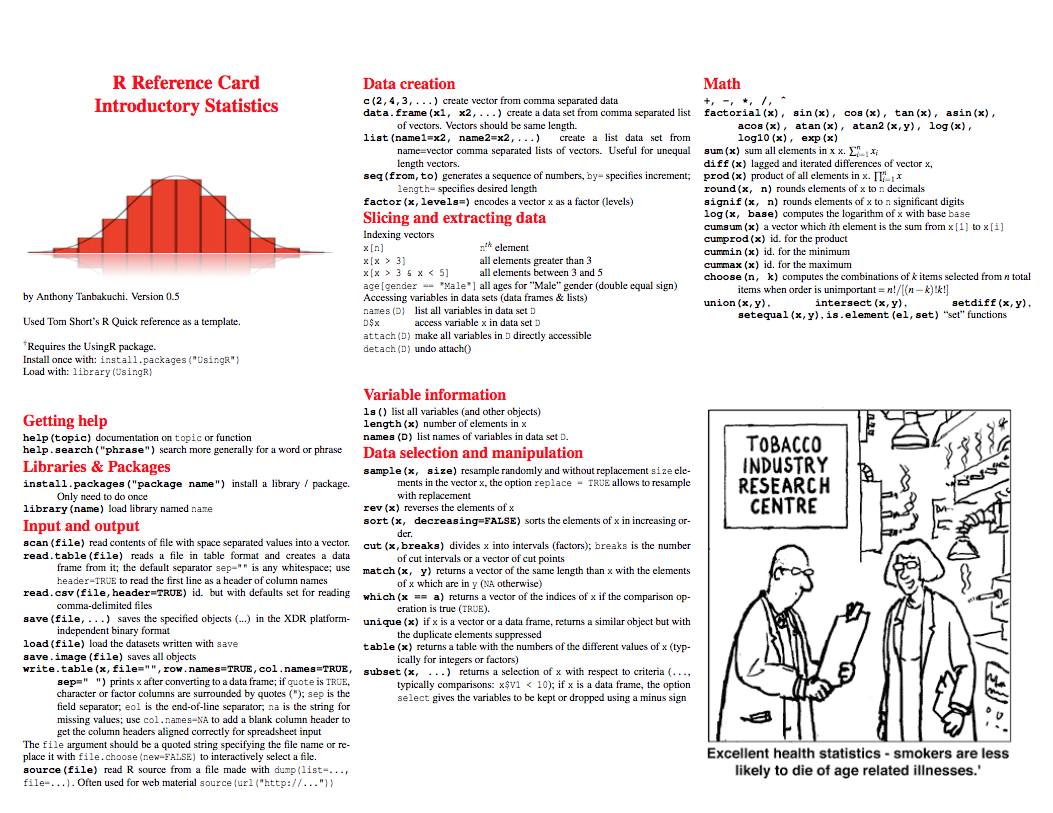 R Reference Card
Introductory Statistics
by Anthony Tanbakuchi. Version 0.5
Used Tom Short's R Quick reference as a template.
†Requires the UsingR package.
Install once with: install.packages("UsingR")
Load with: library(UsingR)
Getting help
help(topic) documentation on topic or function
help.search("phrase") search more generally for a word or phrase
Libraries & Packages
install.packages("package name") install a library / package.
Only need to do once
library(name) load library named name
Input and output
scan(file) read contents of file with space separated values into a vector.
read.table(file) reads a file in table format and creates a data
frame from it; the default separator sep="" is any whitespace; use
header=TRUE to read the first line as a header of column names
read.csv(file,header=TRUE) id. but with defaults set for reading
comma-delimited files
save(file,...) saves the specified objects (...) in the XDR platform-
independent binary format
load(file) load the datasets written with save
save.image(file) saves all objects
write.table(x,file="",row.names=TRUE,col.names=TRUE,
sep=" ") prints x after converting to a data frame; if quote is TRUE,
character or factor columns are surrounded by quotes ("); sep is the
field separator; eol is the end-of-line separator; na is the string for
missing values; use col.names=NA to add a blank column header to
get the column headers aligned correctly for spreadsheet input
The file argument should be a quoted string specifying the file name or re-
place it with file.choose(new=FALSE) to interactively select a file.
source(file) read R source from a file made with dump(list=...,
file=...). Often used for web material source(url("http://..."))
Data creation
c(2,4,3,...) create vector from comma separated data
data.frame(x1, x2,...) create a data set from comma separated list
of vectors. Vectors should be same length.
list(name1=x2, name2=x2,...) create a list data set from
name=vector comma separated lists of vectors. Useful for unequal
length vectors.
seq(from,to) generates a sequence of numbers, by= specifies increment;
length= specifies desired length
factor(x,levels=) encodes a vector x as a factor (levels)
Slicing and extracting data
Indexing vectors
x[n] nth element
x[x > 3] all elements greater than 3
x[x > 3 & x < 5] all elements between 3 and 5
age[gender == "Male"] all ages for "Male" gender (double equal sign)
Accessing variables in data sets (data frames & lists)
names(D) list all variables in data set D
D$x access variable x in data set D
attach(D) make all variables in D directly accessible
detach(D) undo attach()
Variable information
ls() list all variables (and other objects)
length(x) number of elements in x
names(D) list names of variables in data set D.
Data selection and manipulation
sample(x, size) resample randomly and without replacement size ele-
ments in the vector x, the option replace = TRUE allows to resample
with replacement
rev(x) reverses the elements of x
sort(x, decreasing=FALSE) sorts the elements of x in increasing or-
der.
cut(x,breaks) divides x into intervals (factors); breaks is the number
of cut intervals or a vector of cut points
match(x, y) returns a vector of the same length than x with the elements
of x which are in y (NA otherwise)
which(x == a) returns a vector of the indices of x if the comparison op-
eration is true (TRUE).
unique(x) if x is a vector or a data frame, returns a similar object but with
the duplicate elements suppressed
table(x) returns a table with the numbers of the different values of x (typ-
ically for integers or factors)
subset(x, ...) returns a selection of x with respect to criteria (...,
typically comparisons: x$V1 < 10); if x is a data frame, the option
select gives the variables to be kept or dropped using a minus sign
Math
+, -, *, /, ^
factorial(x), sin(x), cos(x), tan(x), asin(x),
acos(x), atan(x), atan2(x,y), log(x),
log10(x), exp(x)
sum(x) sum all elements in x x. ∑ⁿᵢ₌₁ xᵢ
diff(x) lagged and iterated differences of vector x,
prod(x) product of all elements in x. ∏ⁿᵢ₌₁ x
round(x, n) rounds elements of x to n decimals
signif(x, n) rounds elements of x to n significant digits
log(x, base) computes the logarithm of x with base base
cumsum(x) a vector which ith element is the sum from x[1] to x[i]
cumprod(x) id. for the product
cummin(x) id. for the minimum
cummax(x) id. for the maximum
choose(n, k) computes the combinations of k items selected from n total
items when order is unimportant = n!/[(n−k)!k!]
union(x,y), intersect(x,y), setdiff(x,y),
setequal(x,y), is.element(el,set) "set" functions
TOBACCO
INDUSTRY
RESEARCH
CENTRE
Excellent health statistics - smokers are less
likely to die of age related illnesses.'